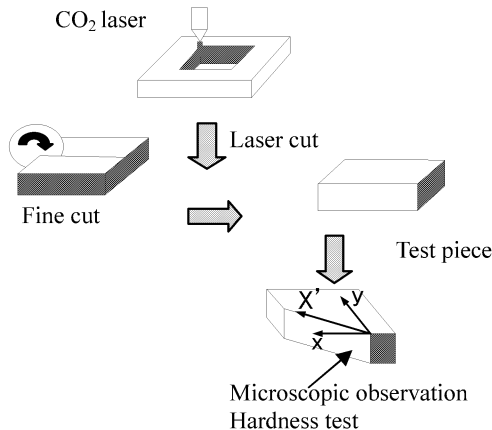 CO₂ laser
Laser cut
Fine cut
Test piece
X’
y
x
Microscopic observation
Hardness test